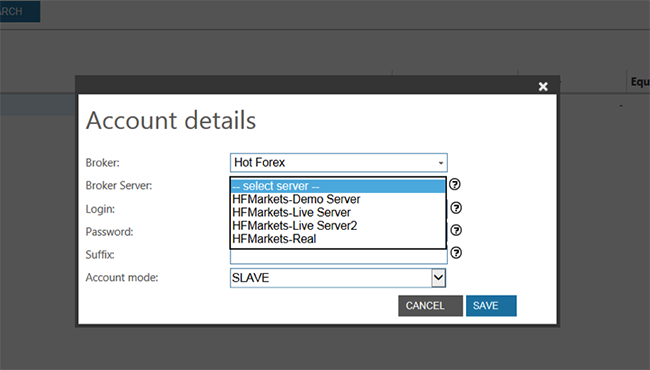 ARCH
Equ
-
×
Account details
Broker: Hot Forex
Broker Server: -- select server -- ?
HFMarkets-Demo Server
Login: HFMarkets-Live Server ?
HFMarkets-Live Server2
Password: ?
HFMarkets-Real
Suffix: ?
Account mode: SLAVE
CANCEL SAVE